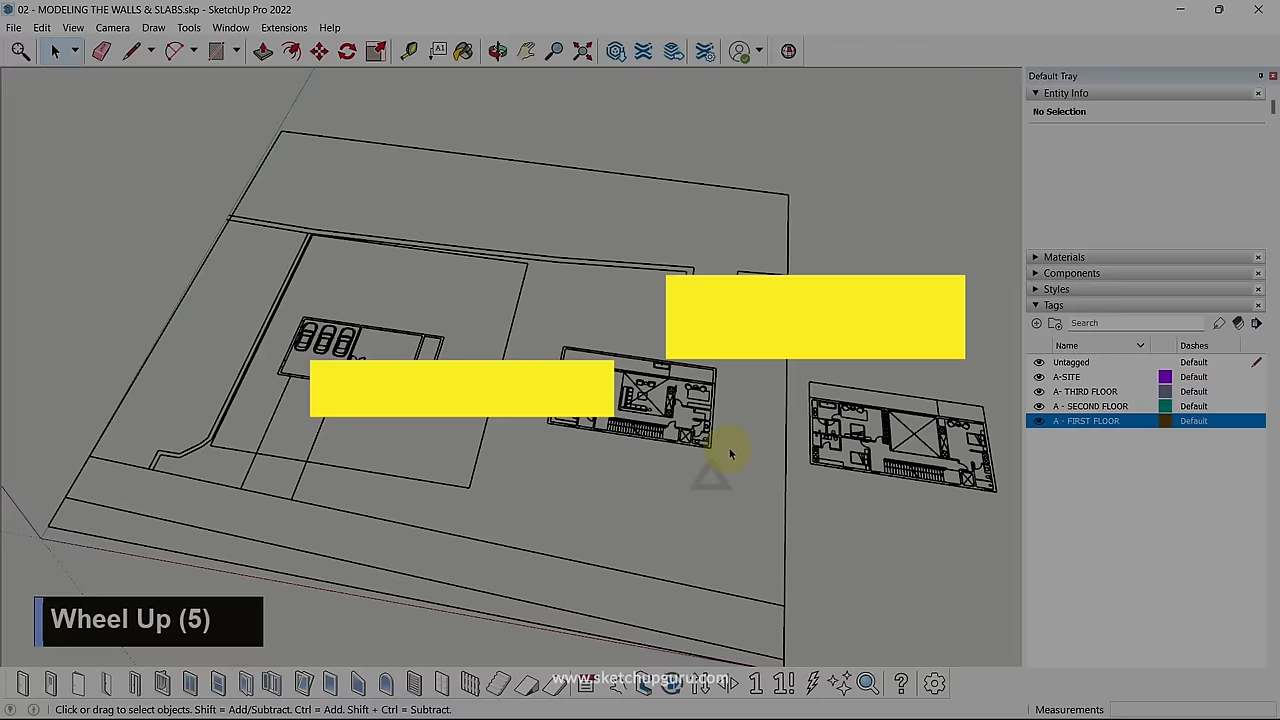 02 - MODELING THE WALLS & SLABS.skp - SketchUp Pro 2022
File Edit View Camera Draw Tools Window Extensions Help
A1
Default Tray
Entity Info
No Selection
Materials
Components
Styles
Tags
Search
Name Dashes
Untagged Default
A-SITE Default
A- THIRD FLOOR Default
A - SECOND FLOOR Default
A - FIRST FLOOR Default
Wheel Up (5)
www.sketchupguru.com
Click or drag to select objects. Shift = Add/Subtract. Ctrl = Add. Shift + Ctrl = Subtract.
Measurements